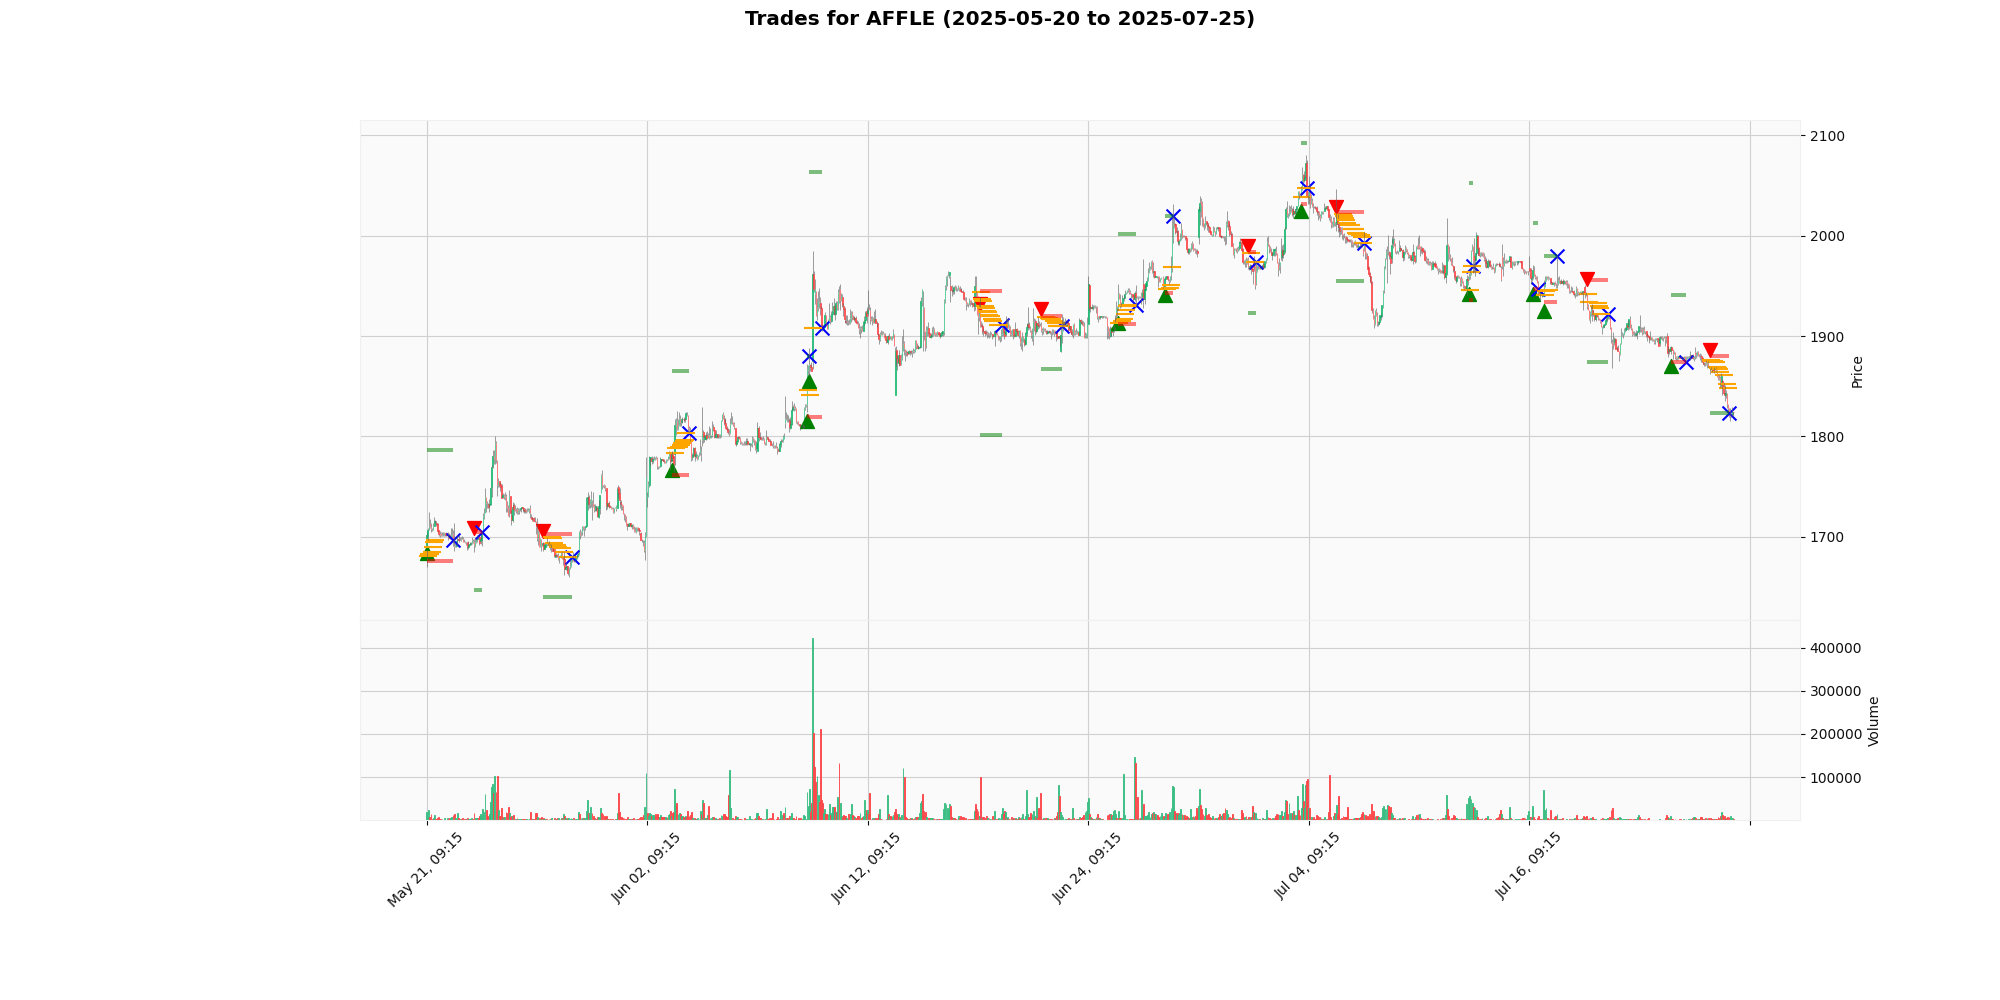 Trades for AFFLE (2025-05-20 to 2025-07-25)
2100
2000
1900
1800
1700
Price
400000
300000
200000
100000
Volume
May 21, 09:15
Jun 02, 09:15
Jun 12, 09:15
Jun 24, 09:15
Jul 04, 09:15
Jul 16, 09:15